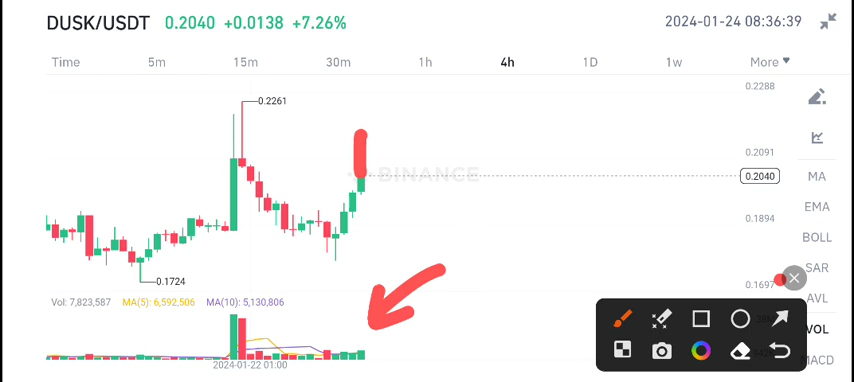 DUSK/USDT 0.2040 +0.0138 +7.26% 2024-01-24 08:36:39
Time 5m 15m 30m 1h 4h 1D 1w More
0.2288
0.2261
0.2091
BINANCE
0.2040
MA
EMA
0.1894
BOLL
SAR
0.1724
0.1697
AVL
Vol: 7,823,587 MA(5): 6,592,506 MA(10): 5,130,806
VOL
MACD
2024-01-22 01:00